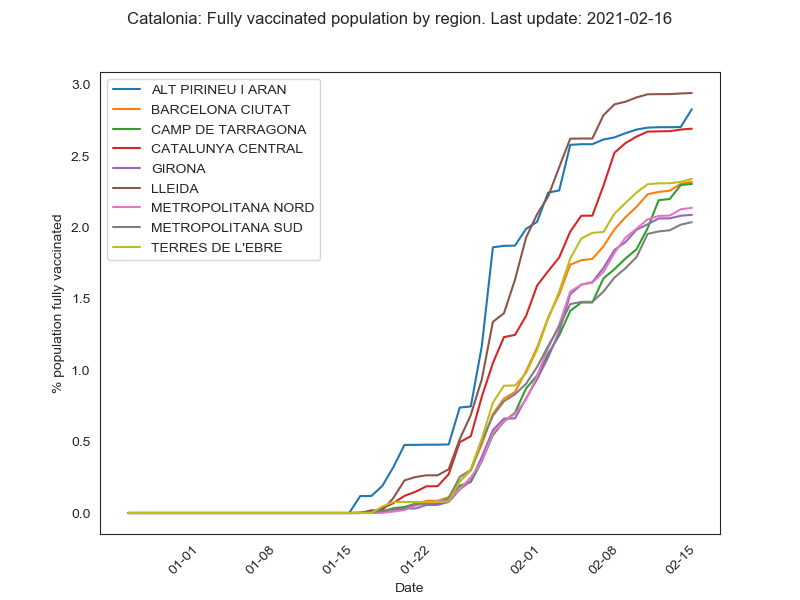 Catalonia: Fully vaccinated population by region. Last update: 2021-02-16
3.0
2.5
2.0
1.5
1.0
0.5
0.0
% population fully vaccinated
ALT PIRINEU I ARAN
BARCELONA CIUTAT
CAMP DE TARRAGONA
CATALUNYA CENTRAL
GIRONA
LLEIDA
METROPOLITANA NORD
METROPOLITANA SUD
TERRES DE L'EBRE
01-01
01-08
01-15
01-22
02-01
02-08
02-15
Date